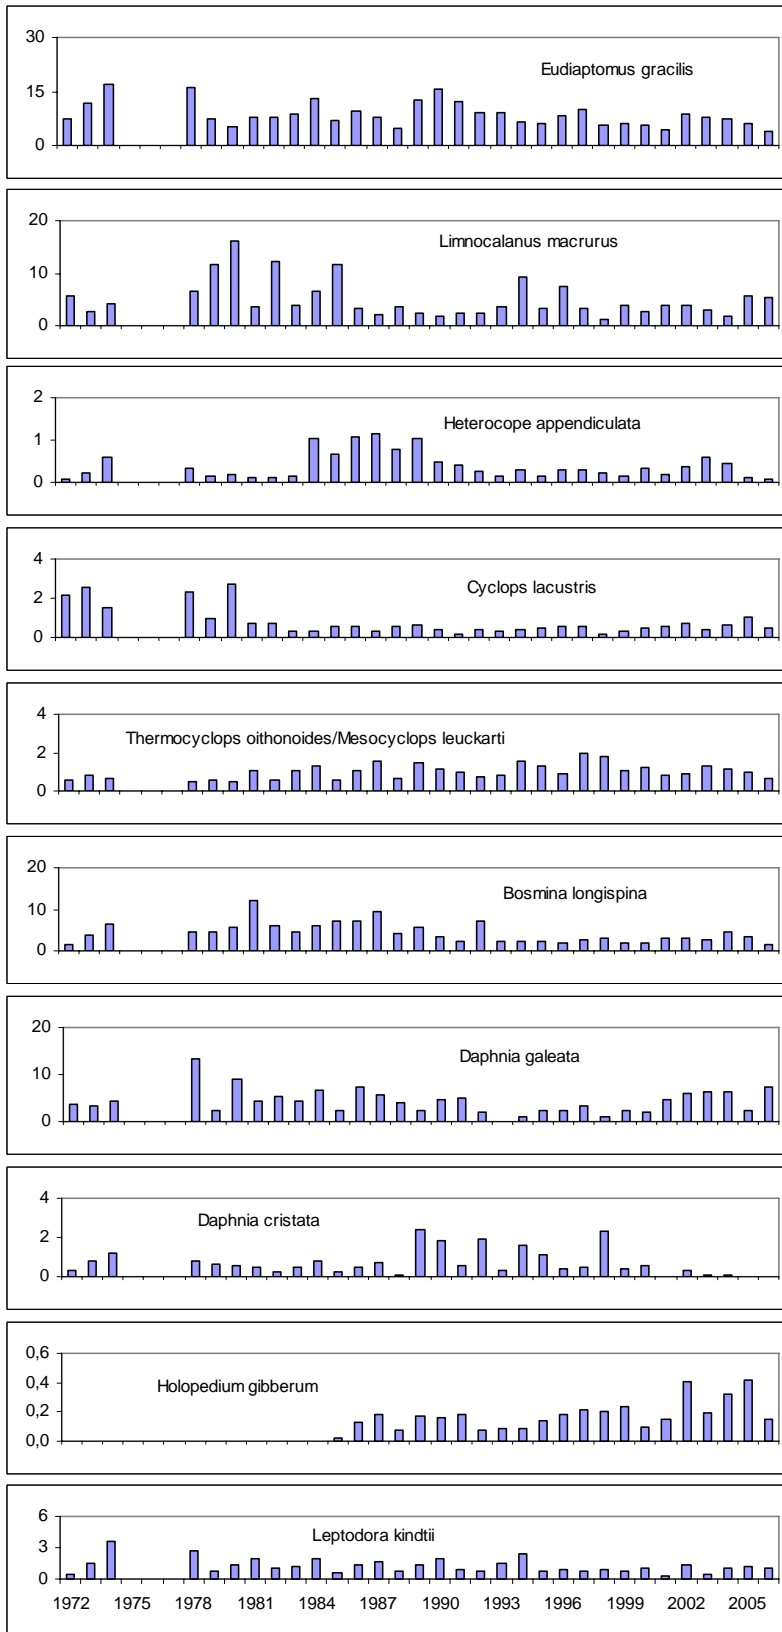 30
Eudiaptomus gracilis
15
0
20
Limnocalanus macrurus
10
0
2
Heterocope appendiculata
1
0
4
Cyclops lacustris
2
0
4
Thermocyclops oithonoides/Mesocyclops leuckarti
2
0
20
Bosmina longispina
10
0
20
Daphnia galeata
10
0
4
Daphnia cristata
2
0
0,6
0,4
Holopedium gibberum
0,2
0,0
6
Leptodora kindtii
3
0
1972 1975 1978 1981 1984 1987 1990 1993 1996 1999 2002 2005